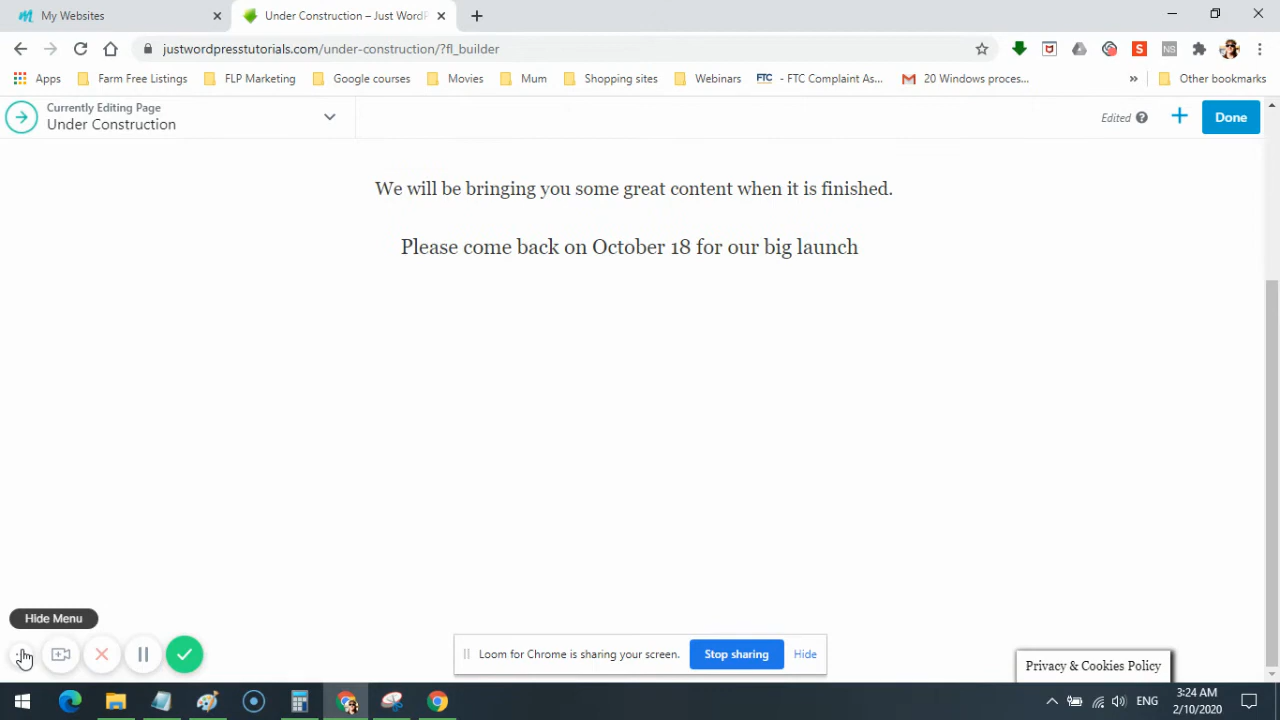 My Websites
Under Construction – Just WordP
justwordpresstutorials.com/under-construction/?fl_builder
NS
Apps
Farm Free Listings
FLP Marketing
Google courses
Movies
Mum
Shopping sites
Webinars
FTC - FTC Complaint As...
20 Windows proces...
»
Other bookmarks
Currently Editing Page
Under Construction
Edited
Done
We will be bringing you some great content when it is finished.
Please come back on October 18 for our big launch
Hide Menu
Loom for Chrome is sharing your screen.
Stop sharing
Hide
Privacy & Cookies Policy
ENG
3:24 AM
2/10/2020